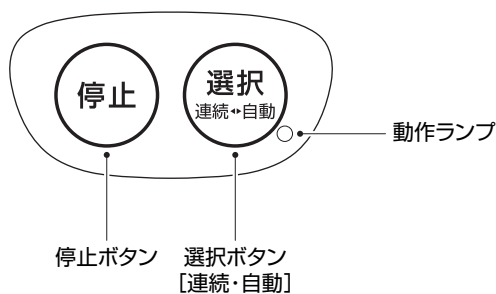 停止
選択
連続↔自動
動作ランプ
停止ボタン
選択ボタン
［連続・自動］